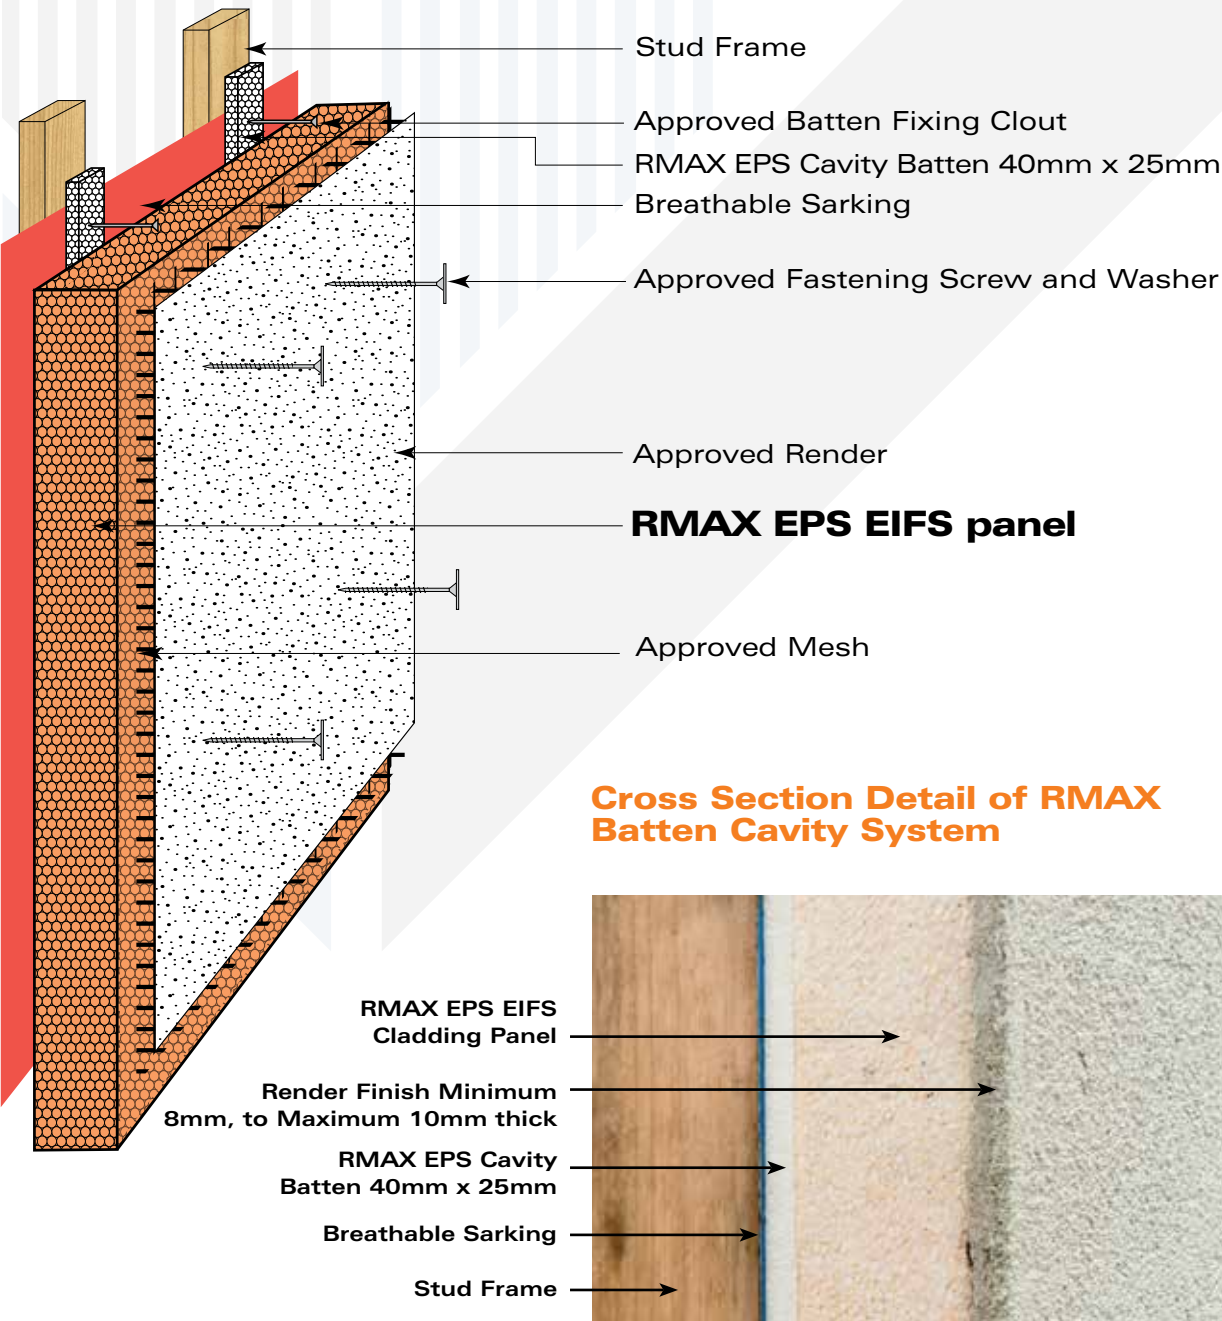 Stud Frame
Approved Batten Fixing Clout
RMAX EPS Cavity Batten 40mm x 25mm
Breathable Sarking
Approved Fastening Screw and Washer
Approved Render
RMAX EPS EIFS panel
Approved Mesh
Cross Section Detail of RMAX
Batten Cavity System
RMAX EPS EIFS
Cladding Panel
Render Finish Minimum
8mm, to Maximum 10mm thick
RMAX EPS Cavity
Batten 40mm x 25mm
Breathable Sarking
Stud Frame